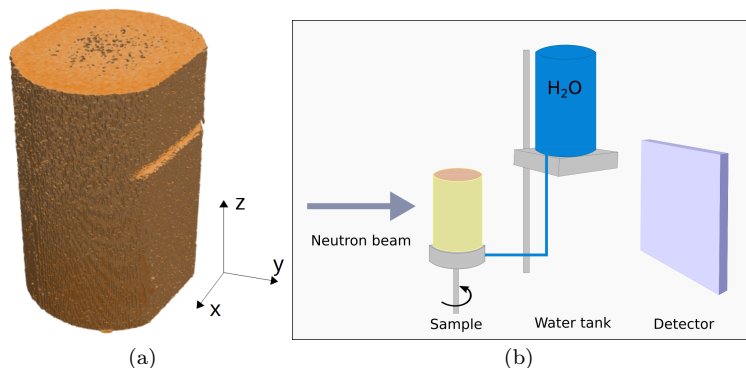 z
y
x
(a)
H₂O
Neutron beam
Sample
Water tank
Detector
(b)